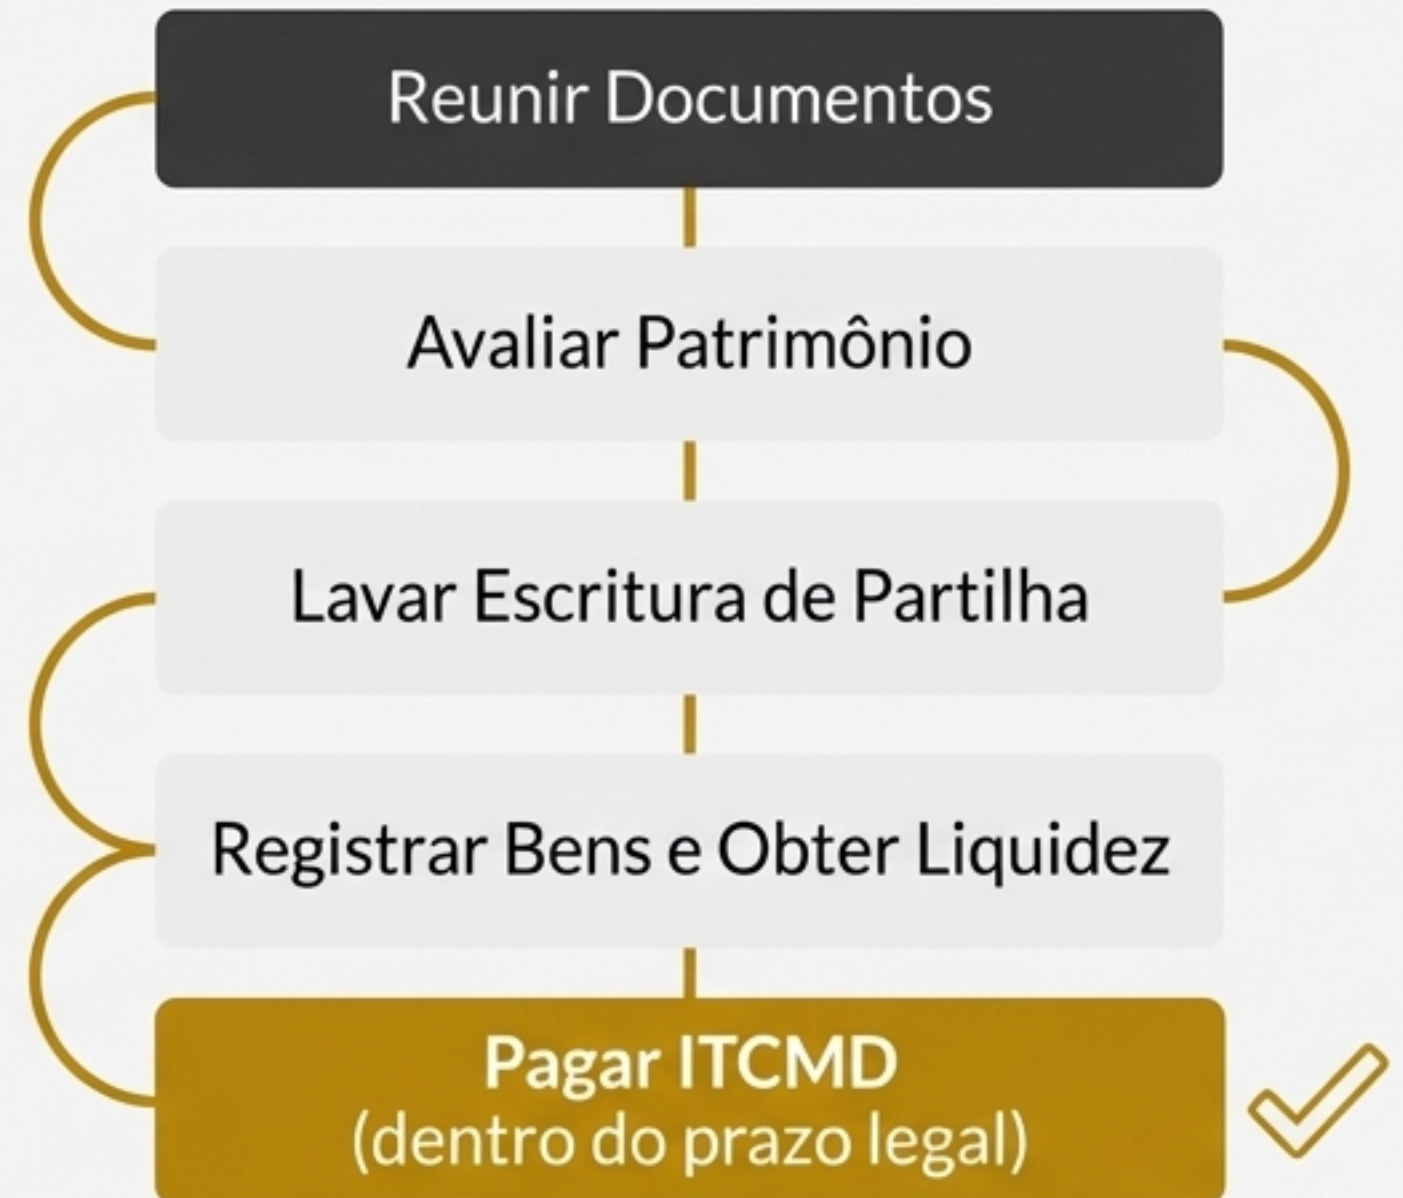 Reunir Documentos
Avaliar Patrimônio
Lavar Escritura de Partilha
Registrar Bens e Obter Liquidez
Pagar ITCMD
(dentro do prazo legal)